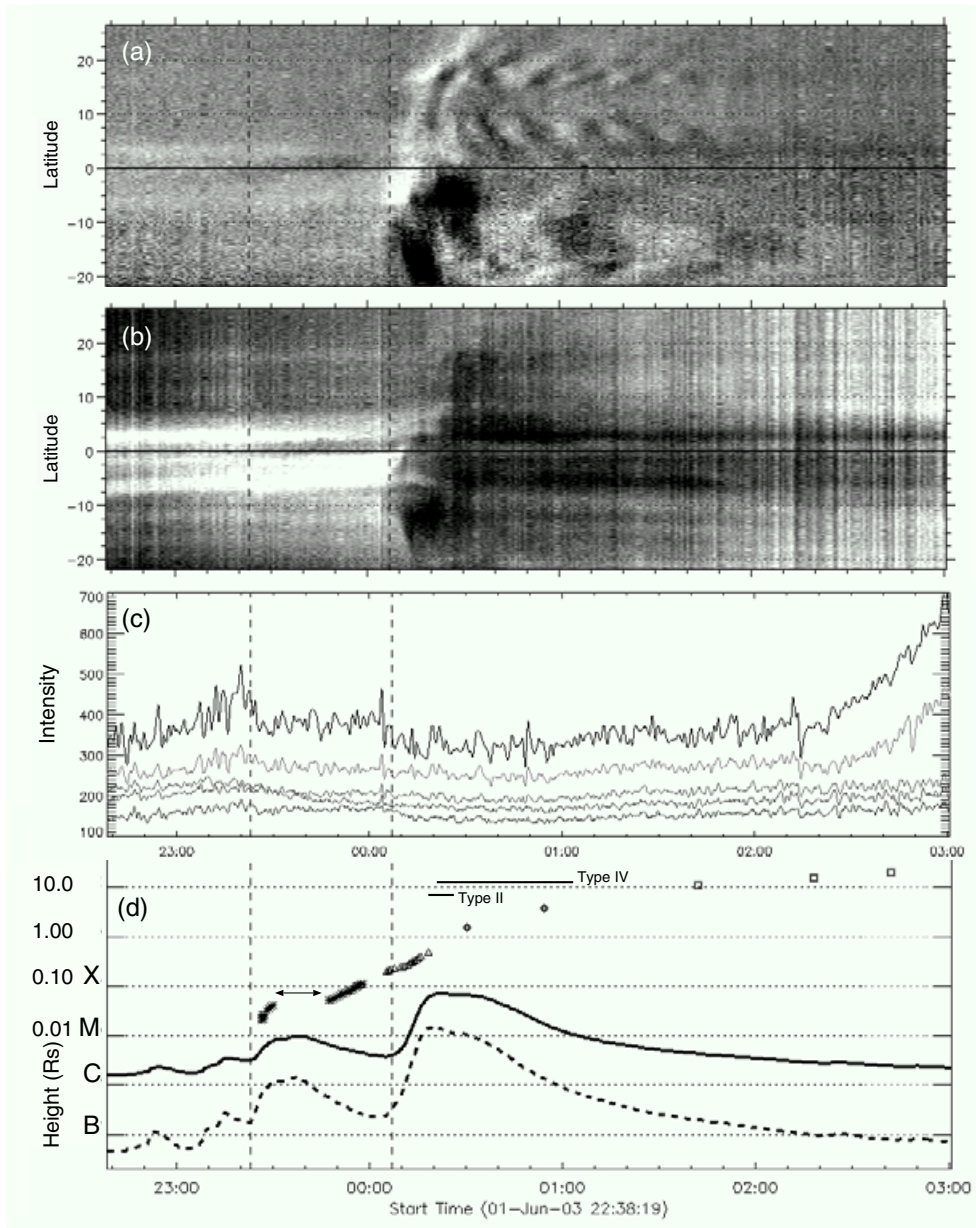 (a)
20
10
0
−10
−20
Latitude
(b)
20
10
0
−10
−20
Latitude
(c)
700
800
500
400
300
200
100
Intensity
23:00 00:00 01:00 02:00 03:00
(d)
10.0
1.00
0.10 X
0.01 M
C
B
Height (Rs)
Type IV
Type II
23:00 00:00 01:00 02:00 03:00
Start Time (01−Jun−03 22:38:19)